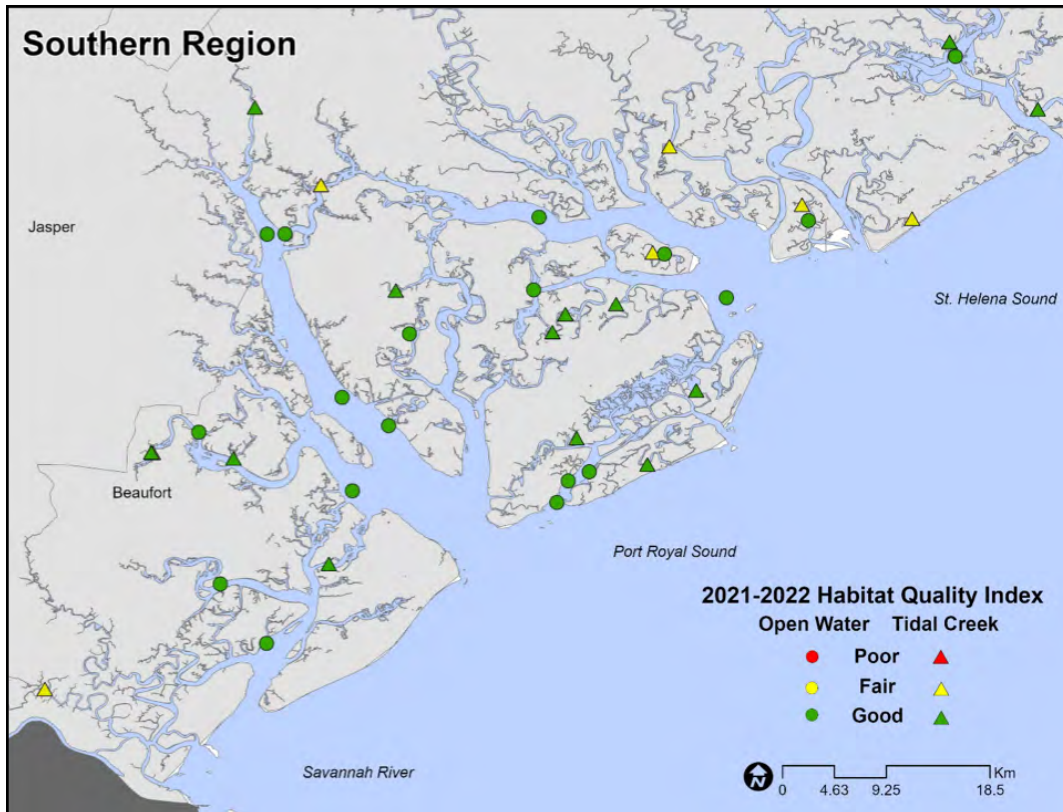 Southern Region
Jasper
St. Helena Sound
Beaufort
Port Royal Sound
2021-2022 Habitat Quality Index
Open Water Tidal Creek
Poor
Fair
Good
Savannah River
Km
0 4.63 9.25 18.5
N